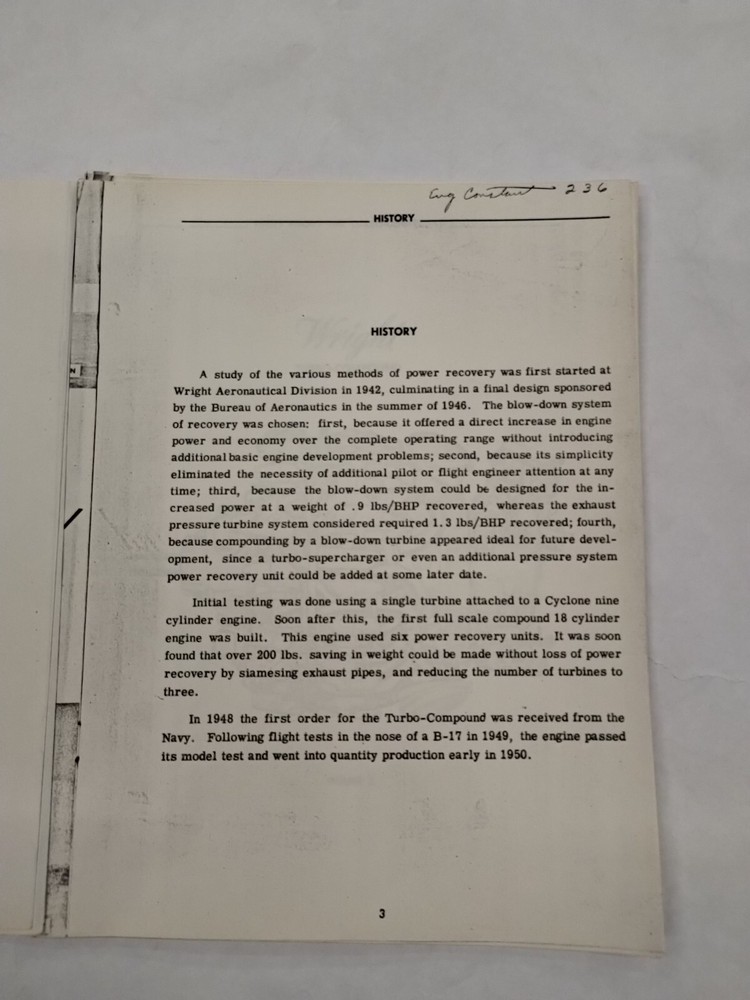 Eng Constant 236
HISTORY
HISTORY
A study of the various methods of power recovery was first started at
Wright Aeronautical Division in 1942, culminating in a final design sponsored
by the Bureau of Aeronautics in the summer of 1946. The blow-down system
of recovery was chosen: first, because it offered a direct increase in engine
power and economy over the complete operating range without introducing
additional basic engine development problems; second, because its simplicity
eliminated the necessity of additional pilot or flight engineer attention at any
time; third, because the blow-down system could be designed for the in-
creased power at a weight of .9 lbs/BHP recovered, whereas the exhaust
pressure turbine system considered required 1.3 lbs/BHP recovered; fourth,
because compounding by a blow-down turbine appeared ideal for future devel-
opment, since a turbo-supercharger or even an additional pressure system
power recovery unit could be added at some later date.
Initial testing was done using a single turbine attached to a Cyclone nine
cylinder engine. Soon after this, the first full scale compound 18 cylinder
engine was built. This engine used six power recovery units. It was soon
found that over 200 lbs. saving in weight could be made without loss of power
recovery by siamesing exhaust pipes, and reducing the number of turbines to
three.
In 1948 the first order for the Turbo-Compound was received from the
Navy. Following flight tests in the nose of a B-17 in 1949, the engine passed
its model test and went into quantity production early in 1950.
3
N